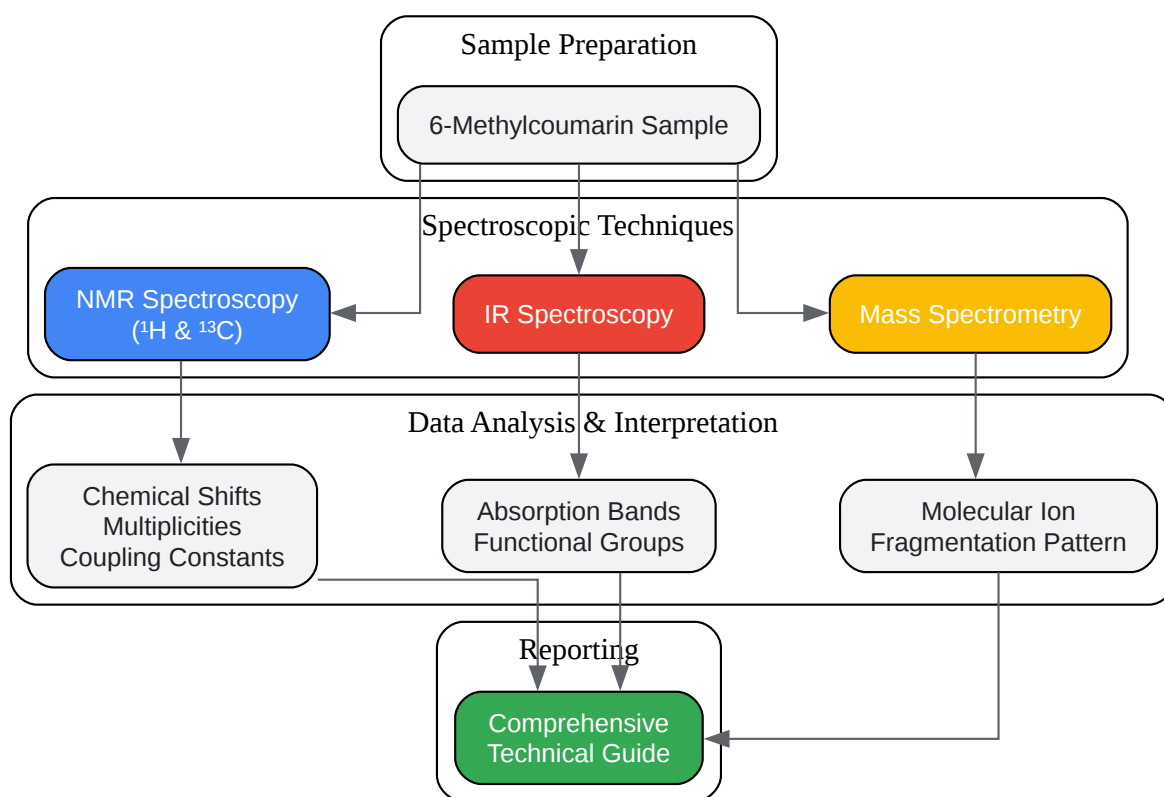 Sample Preparation
6-Methylcoumarin Sample
Spectroscopic Techniques
NMR Spectroscopy
(¹H & ¹³C)
IR Spectroscopy
Mass Spectrometry
Data Analysis & Interpretation
Chemical Shifts
Multiplicities
Coupling Constants
Absorption Bands
Functional Groups
Molecular Ion
Fragmentation Pattern
Reporting
Comprehensive
Technical Guide